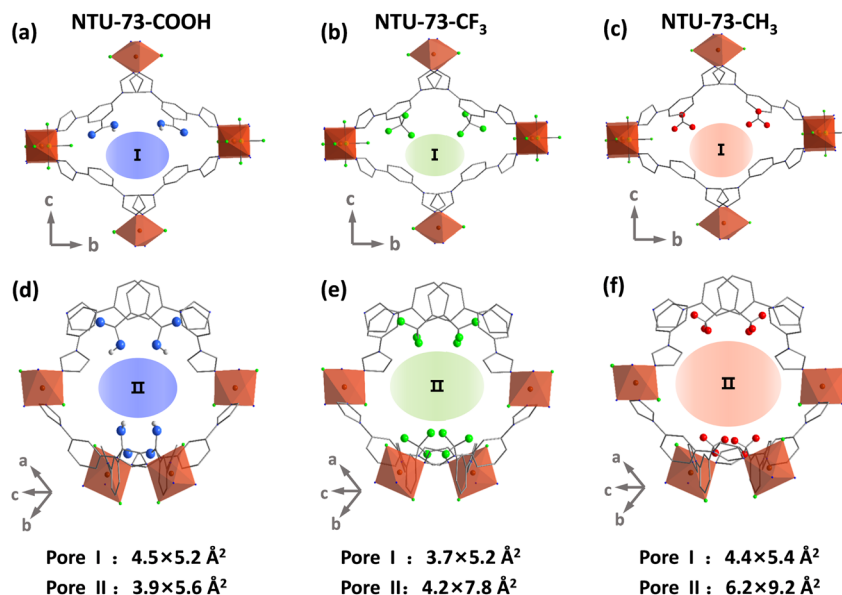 NTU-73-COOH NTU-73-CF₃ NTU-73-CH₃
(a) (b) (c)
I I I
c c c
b b b
(d) (e) (f)
II II II
a a a
c c c
b b b
Pore I : 4.5×5.2 Å² Pore I : 3.7×5.2 Å² Pore I : 4.4×5.4 Å²
Pore II : 3.9×5.6 Å² Pore II: 4.2×7.8 Å² Pore II : 6.2×9.2 Å²